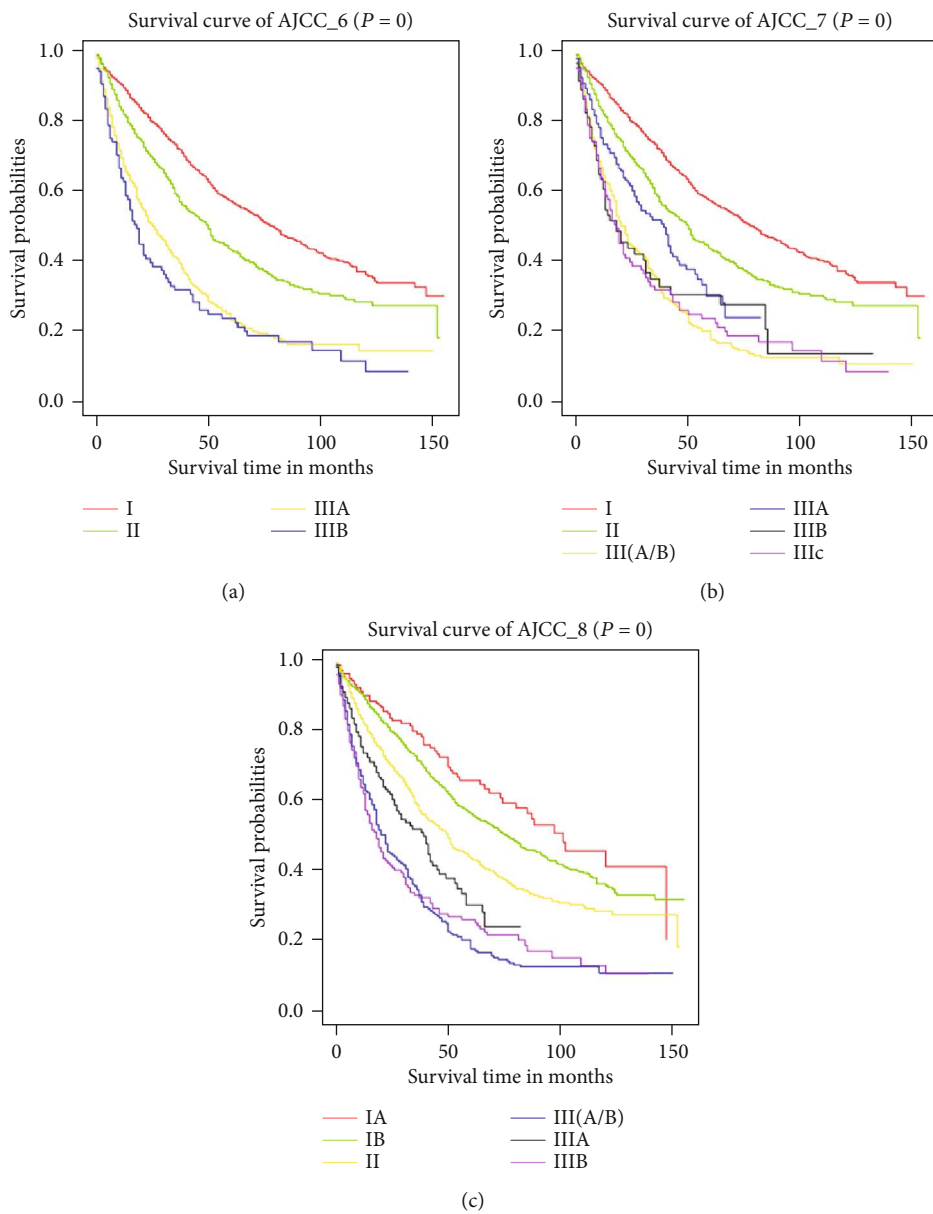 Survival curve of AJCC_6 (P = 0)
1.0
0.8
0.6
0.4
0.2
0.0
Survival probabilities
0 50 100 150
Survival time in months
I IIIA
II IIIB
(a)
Survival curve of AJCC_7 (P = 0)
1.0
0.8
0.6
0.4
0.2
0.0
Survival probabilities
0 50 100 150
Survival time in months
I IIIA
II IIIB
III(A/B) IIIc
(b)
Survival curve of AJCC_8 (P = 0)
1.0
0.8
0.6
0.4
0.2
0.0
Survival probabilities
0 50 100 150
Survival time in months
IA III(A/B)
IB IIIA
II IIIB
(c)